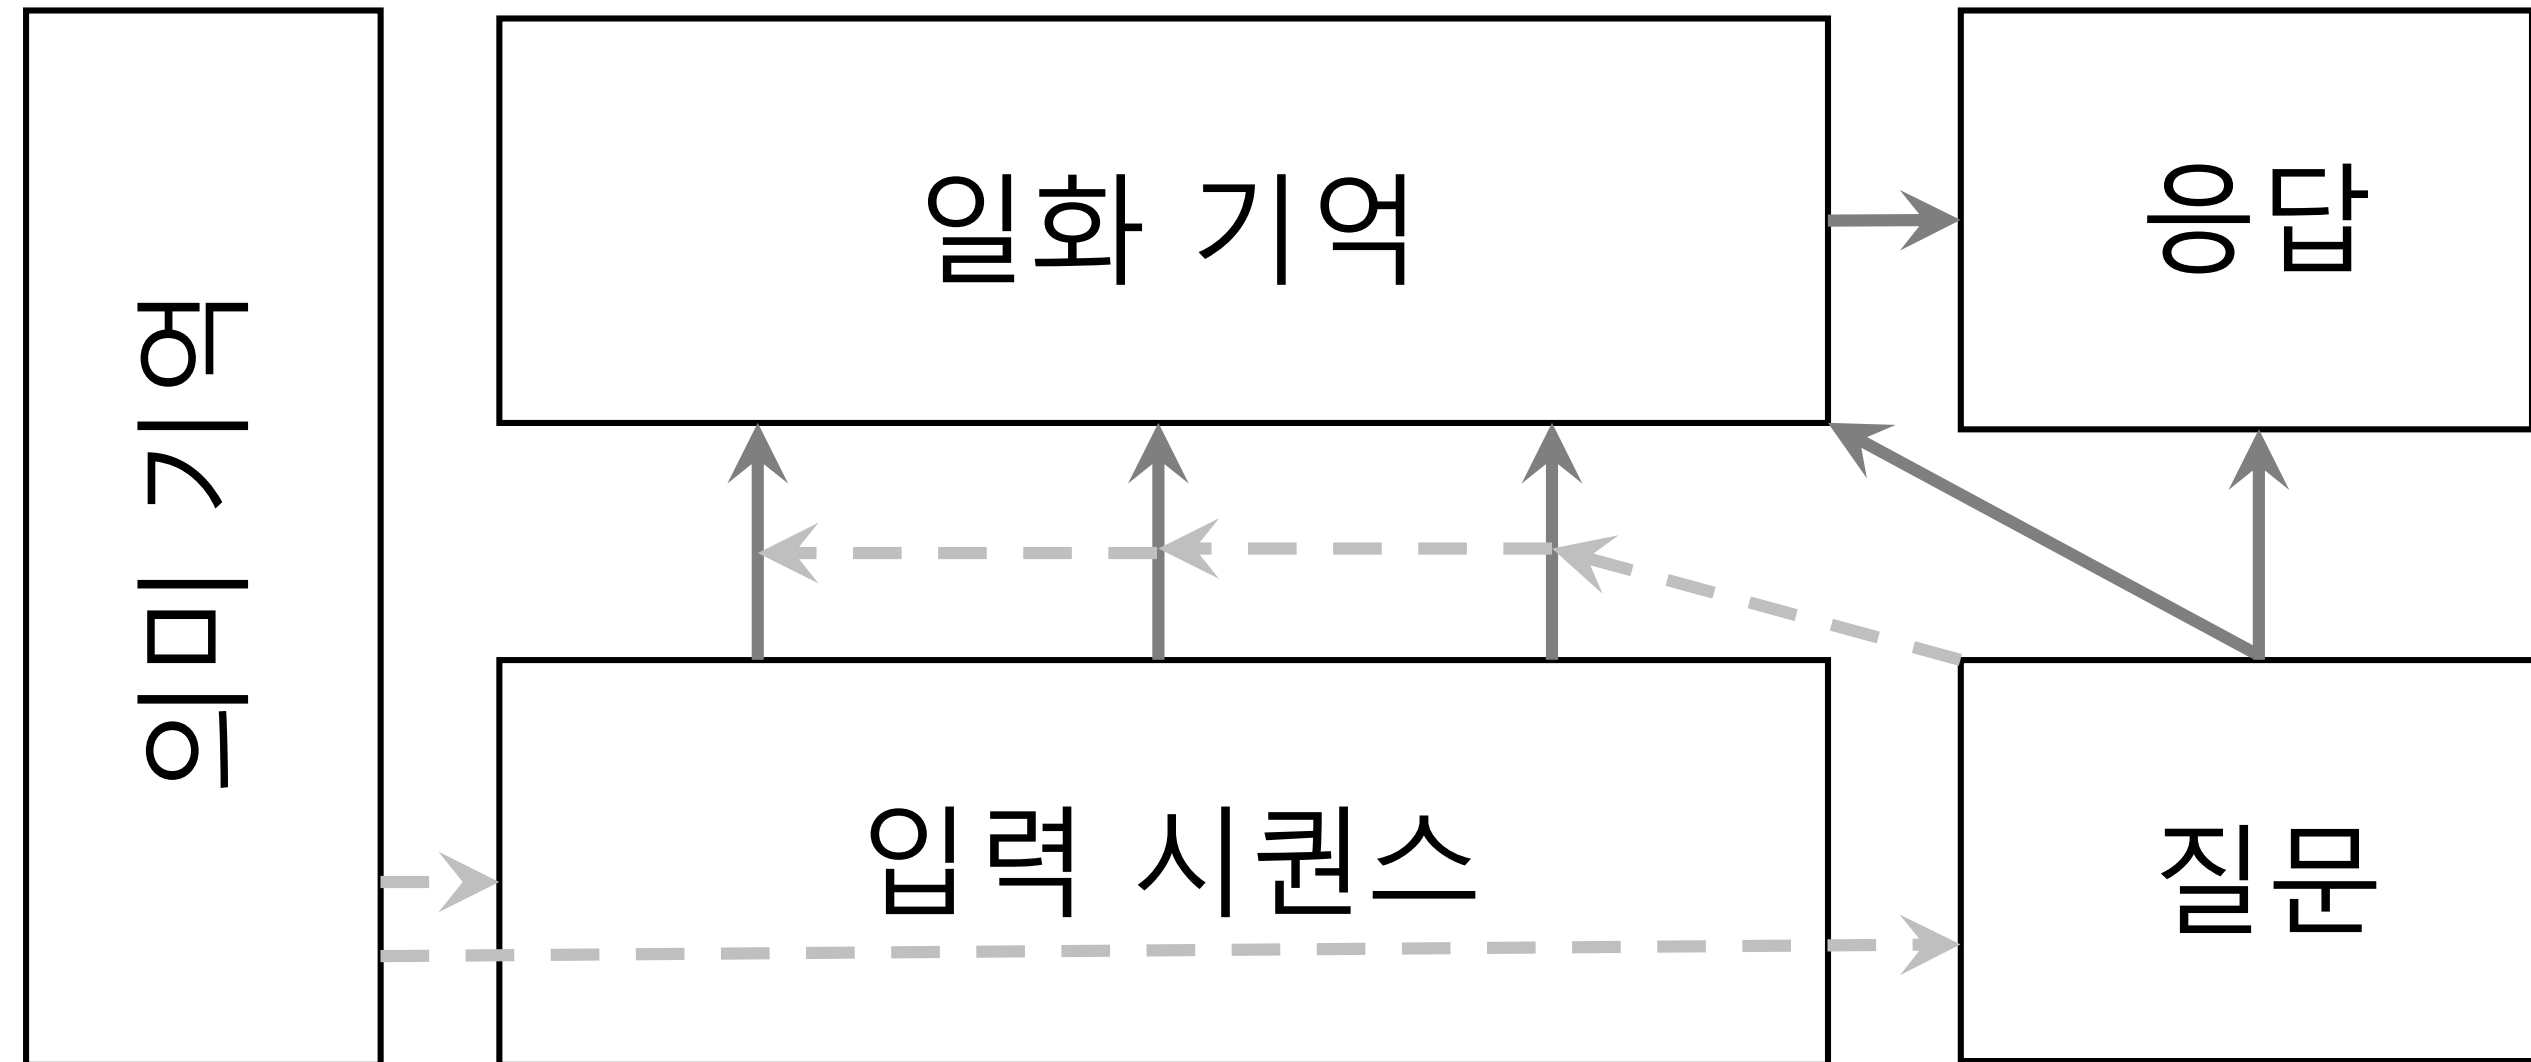 의미 기억
일화 기억
응답
입력 시퀀스
질문